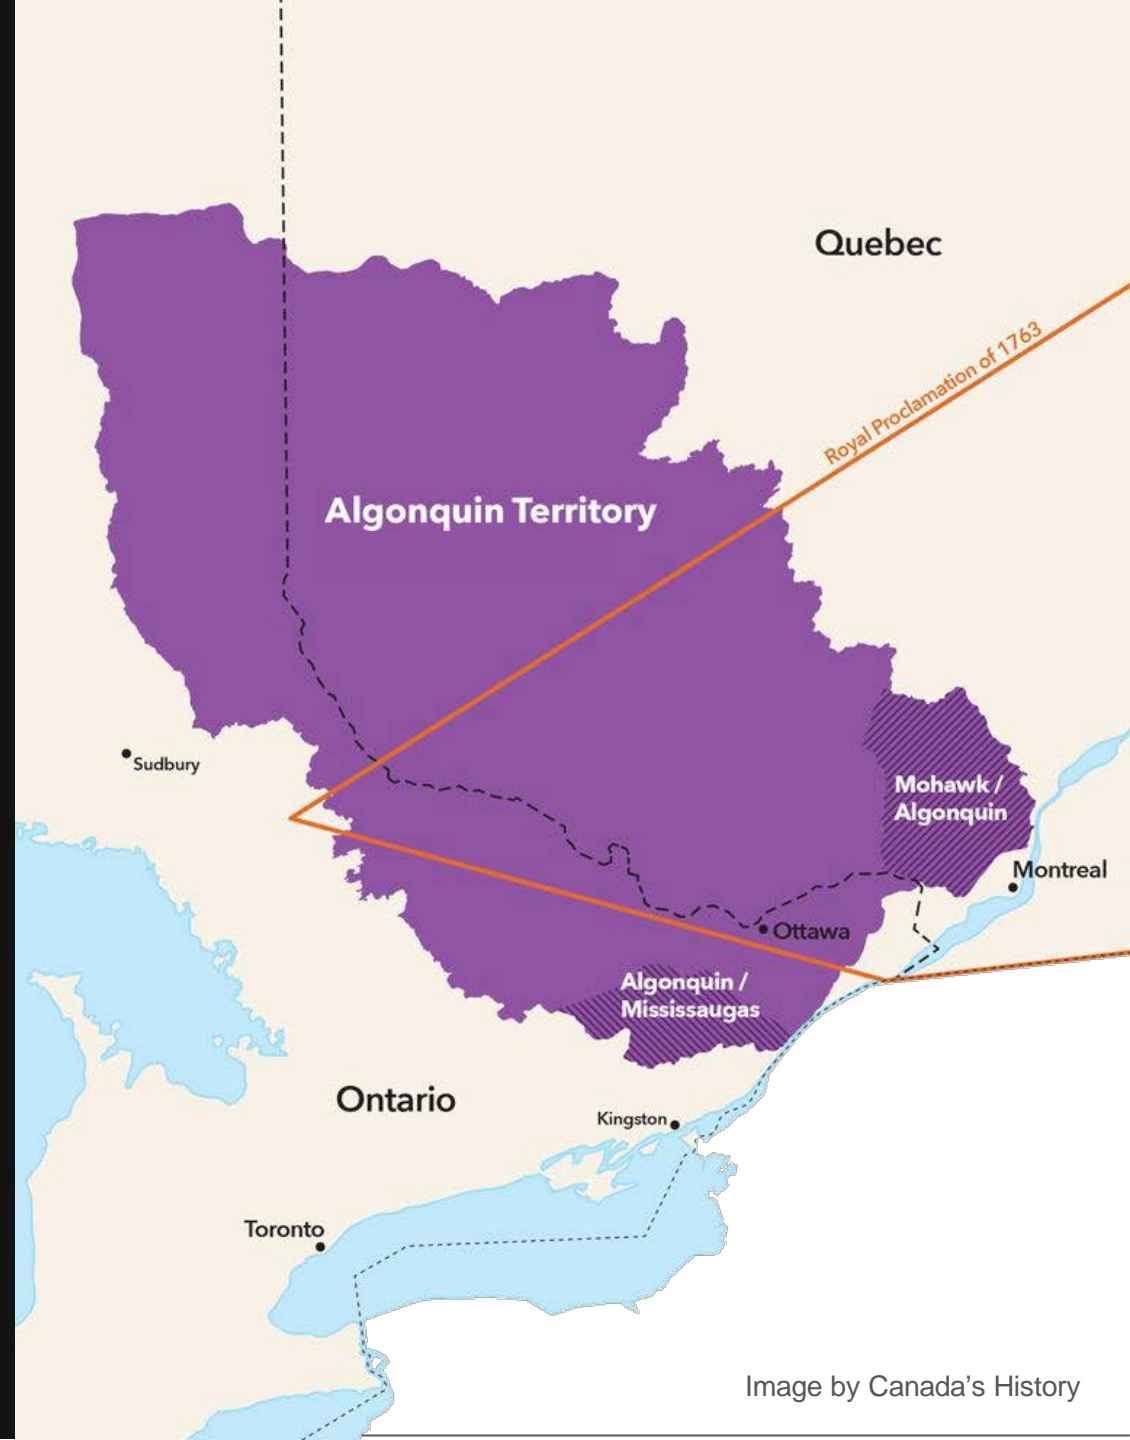 Quebec
Royal Proclamation of 1763
Algonquin Territory
Sudbury
Mohawk /
Algonquin
Montreal
Ottawa
Algonquin /
Mississaugas
Ontario
Kingston
Toronto
Image by Canada's History